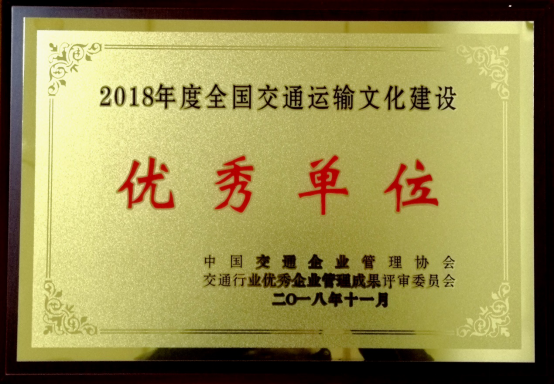 2018年度全国交通运输文化建设
优秀单位
中国交通企业管理协会
交通行业优秀企业管理成果评审委员会
二〇一八年十一月